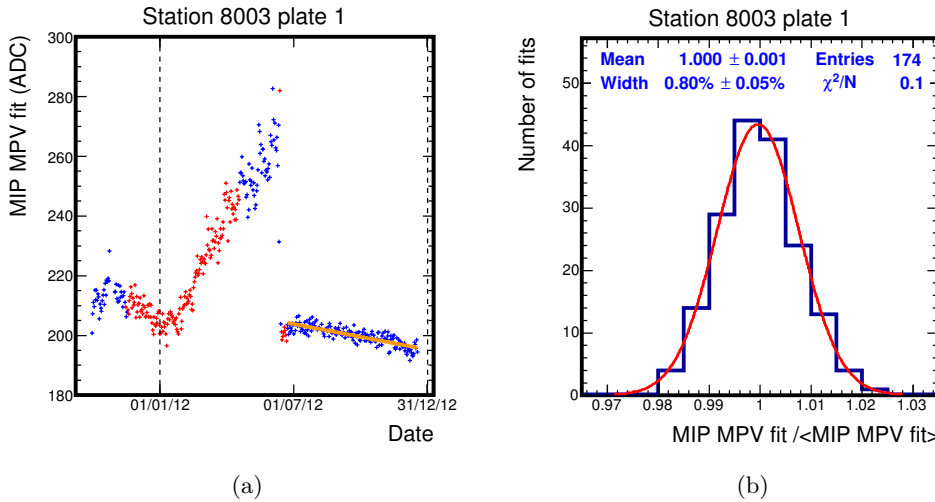 Station 8003 plate 1
MIP MPV fit (ADC)
300
280
260
240
220
200
180
01/01/12
01/07/12
31/12/12
Date
(a)
Station 8003 plate 1
Number of fits
Mean 1.000 ± 0.001 Entries 174
Width 0.80% ± 0.05% χ²/N 0.1
50
40
30
20
10
0
0.97 0.98 0.99 1 1.01 1.02 1.03
MIP MPV fit /<MIP MPV fit>
(b)